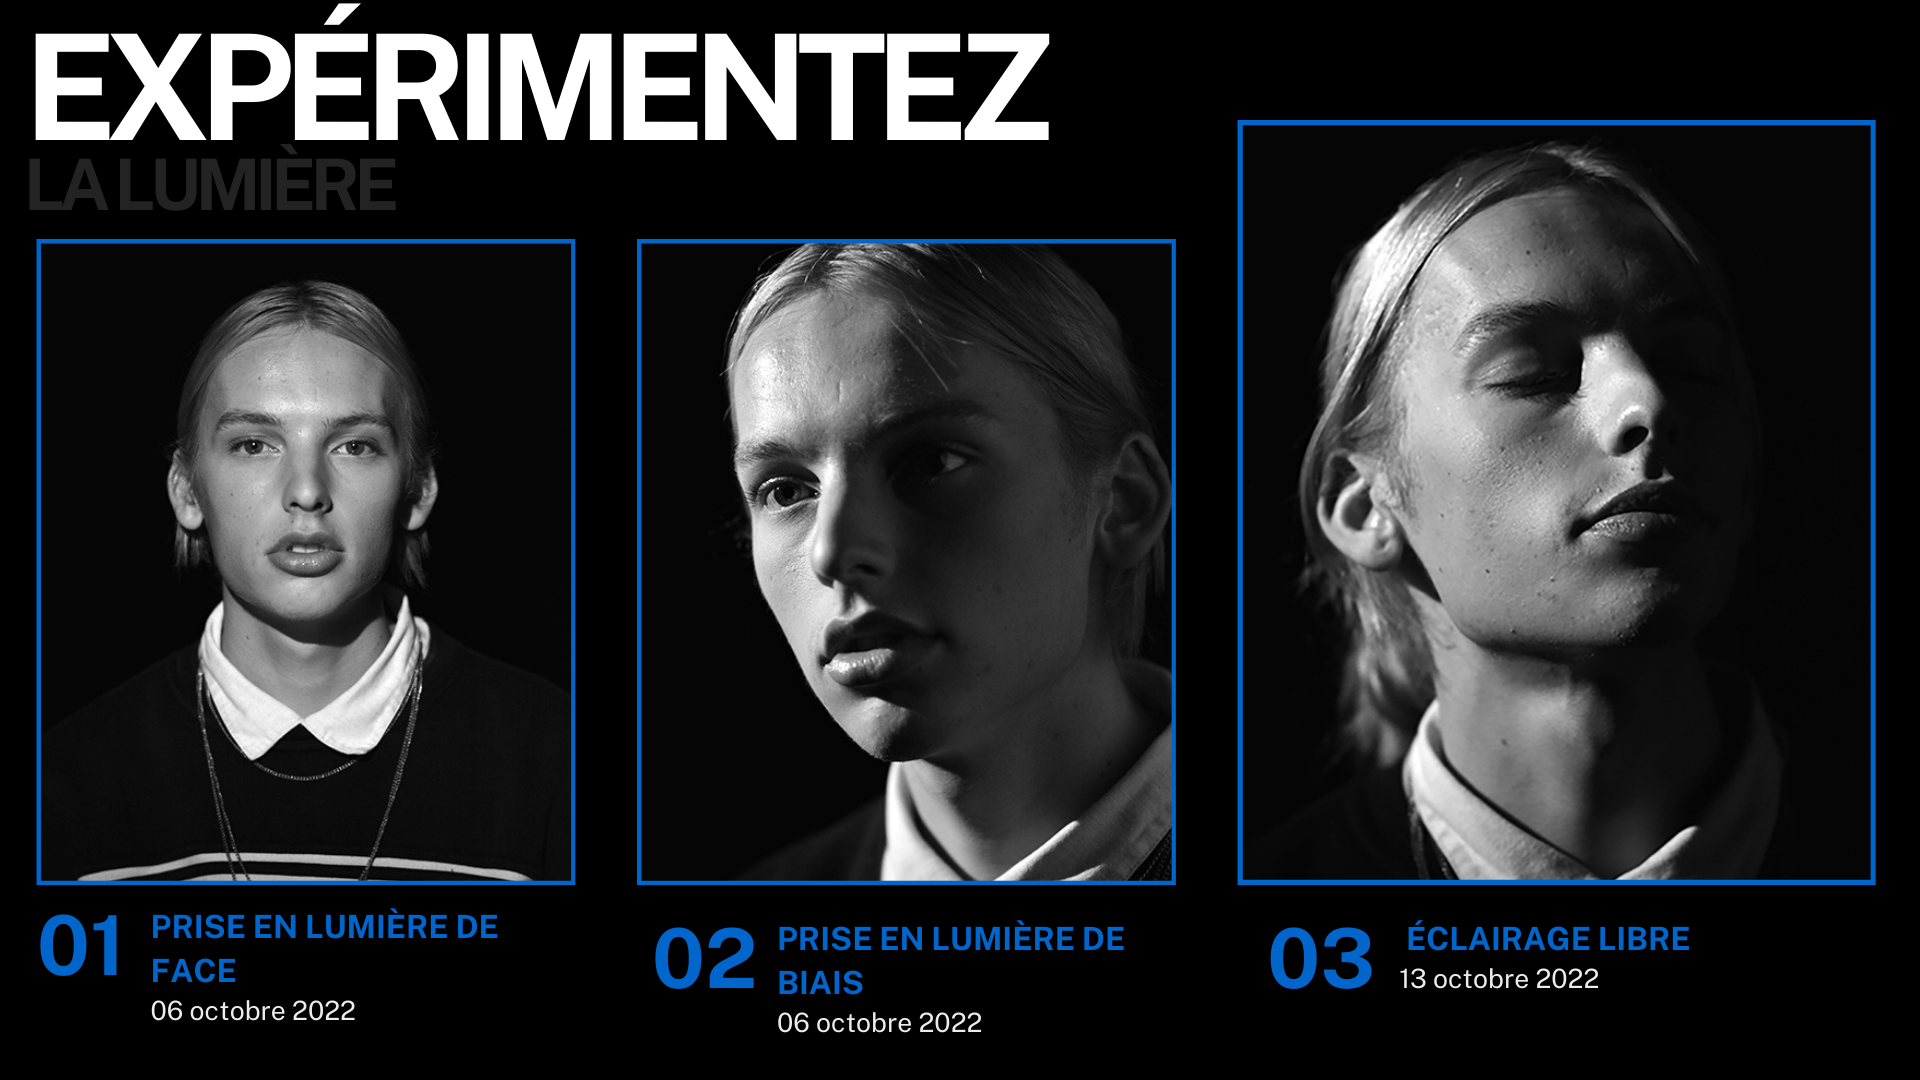 EXPÉRIMENTEZ
LA LUMIÈRE
01
PRISE EN LUMIÈRE DE
FACE
06 octobre 2022
02
PRISE EN LUMIÈRE DE
BIAIS
06 octobre 2022
03
ÉCLAIRAGE LIBRE
13 octobre 2022